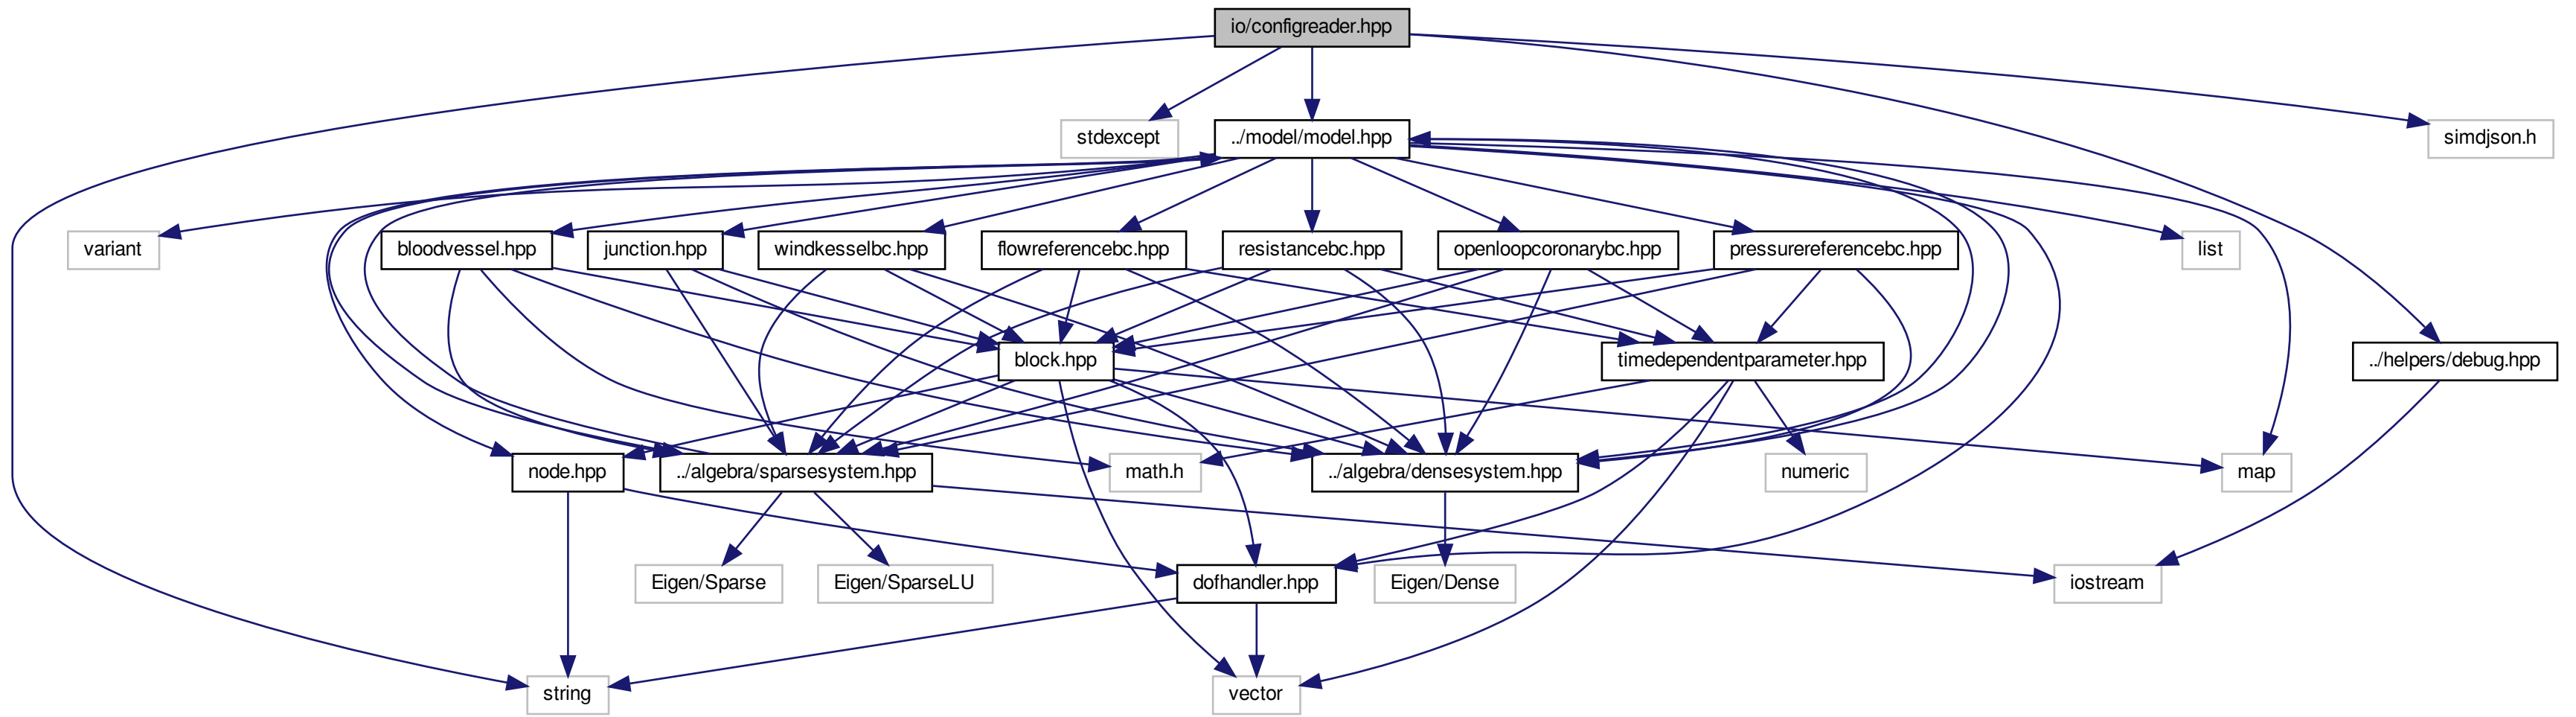 io/configreader.hpp
stdexcept
../model/model.hpp
simdjson.h
variant
bloodvessel.hpp
junction.hpp
windkesselbc.hpp
flowreferencebc.hpp
resistancebc.hpp
openloopcoronarybc.hpp
pressurereferencebc.hpp
list
block.hpp
timedependentparameter.hpp
../helpers/debug.hpp
node.hpp
../algebra/sparsesystem.hpp
math.h
../algebra/densesystem.hpp
numeric
map
Eigen/Sparse
Eigen/SparseLU
dofhandler.hpp
Eigen/Dense
iostream
string
vector